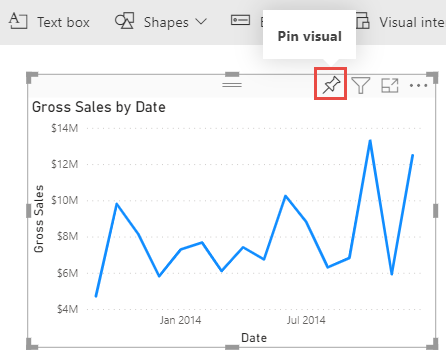 Text box
Shapes
Visual inte
Pin visual
Gross Sales by Date
$14M
$12M
$10M
$8M
$6M
$4M
Gross Sales
Jan 2014
Jul 2014
Date